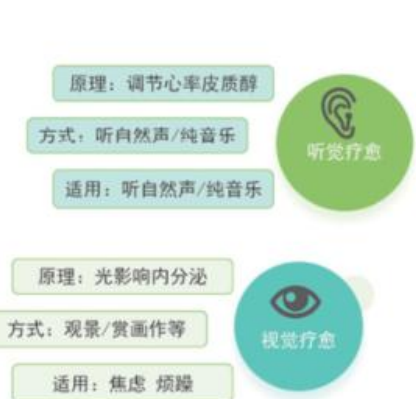 原理：调节心率皮质醇
方式：听自然声/纯音乐
听觉疗愈
适用：听自然声/纯音乐
原理：光影响内分泌
方式：观景/赏画作等
视觉疗愈
适用：焦虑 烦躁